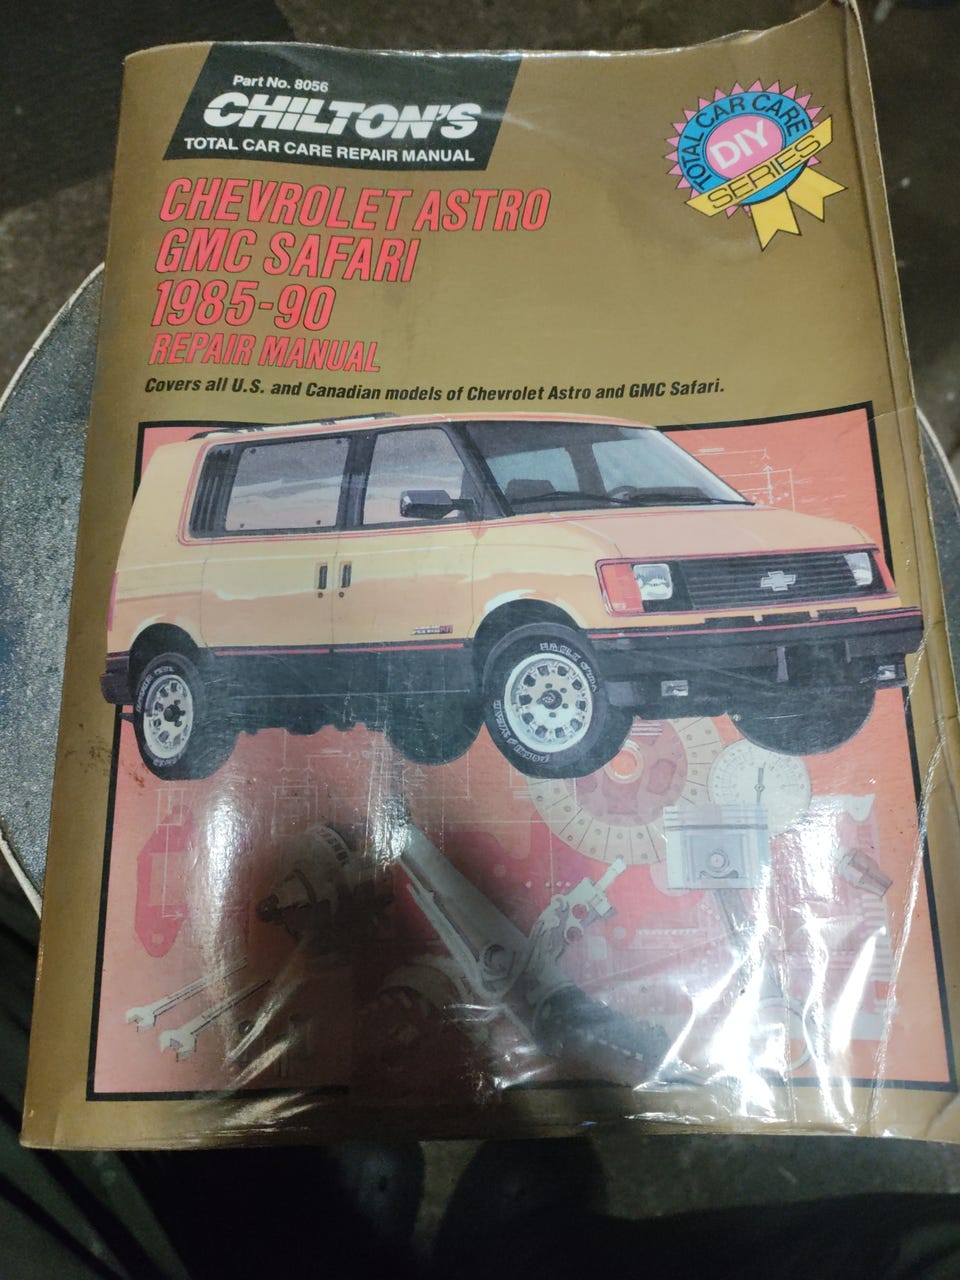 Part No. 8056
CHILTON'S
TOTAL CAR CARE REPAIR MANUAL
TOTAL CAR CARE
DIY
SERIES
CHEVROLET ASTRO
GMC SAFARI
1985-90
REPAIR MANUAL
Covers all U.S. and Canadian models of Chevrolet Astro and GMC Safari.